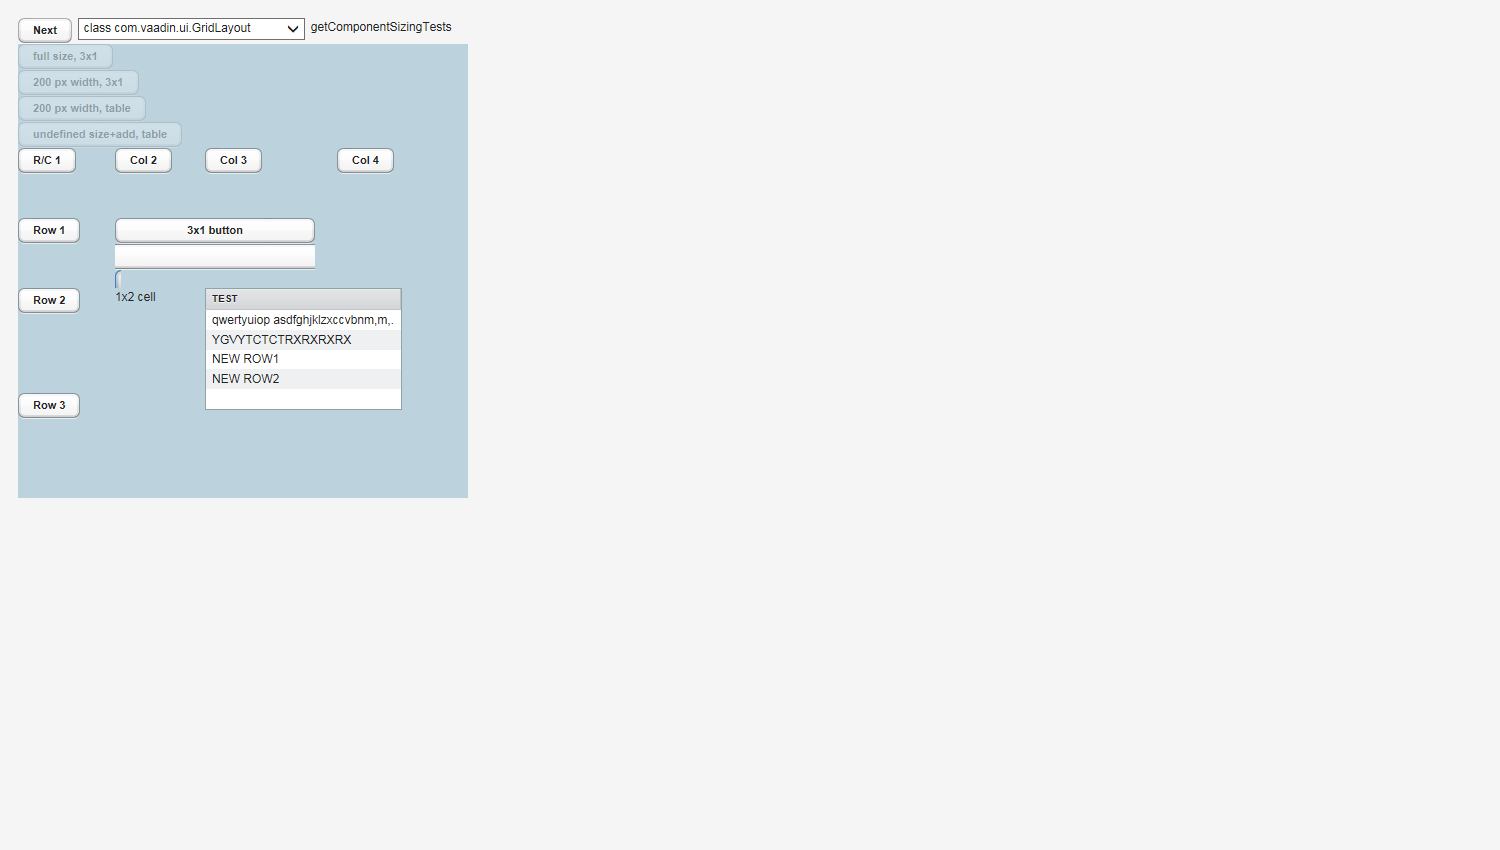 Next class com.vaadin.ui.GridLayout getComponentSizingTests
full size, 3x1
200 px width, 3x1
200 px width, table
undefined size+add, table
R/C 1 Col 2 Col 3 Col 4
Row 1 3x1 button
Row 2 1x2 cell TEST
qwertyuiop asdfghjklzxccvbnm,m,.
YGVYTCTCTRXRXRXRX
NEW ROW1
NEW ROW2
Row 3